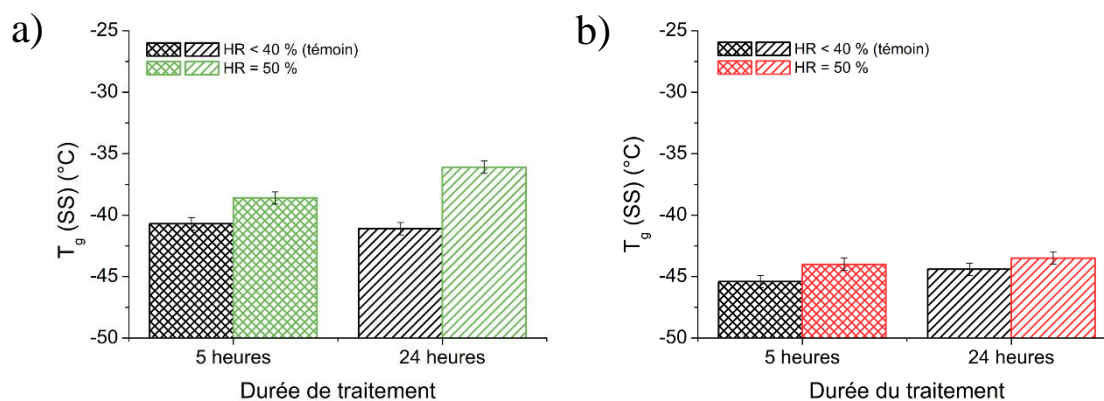 a)
-25
-30
-35
-40
-45
-50
T_g (SS) (°C)
HR < 40 % (témoin)
HR = 50 %
5 heures
24 heures
Durée de traitement
b)
-25
-30
-35
-40
-45
-50
T_g (SS) (°C)
HR < 40 % (témoin)
HR = 50 %
5 heures
24 heures
Durée du traitement